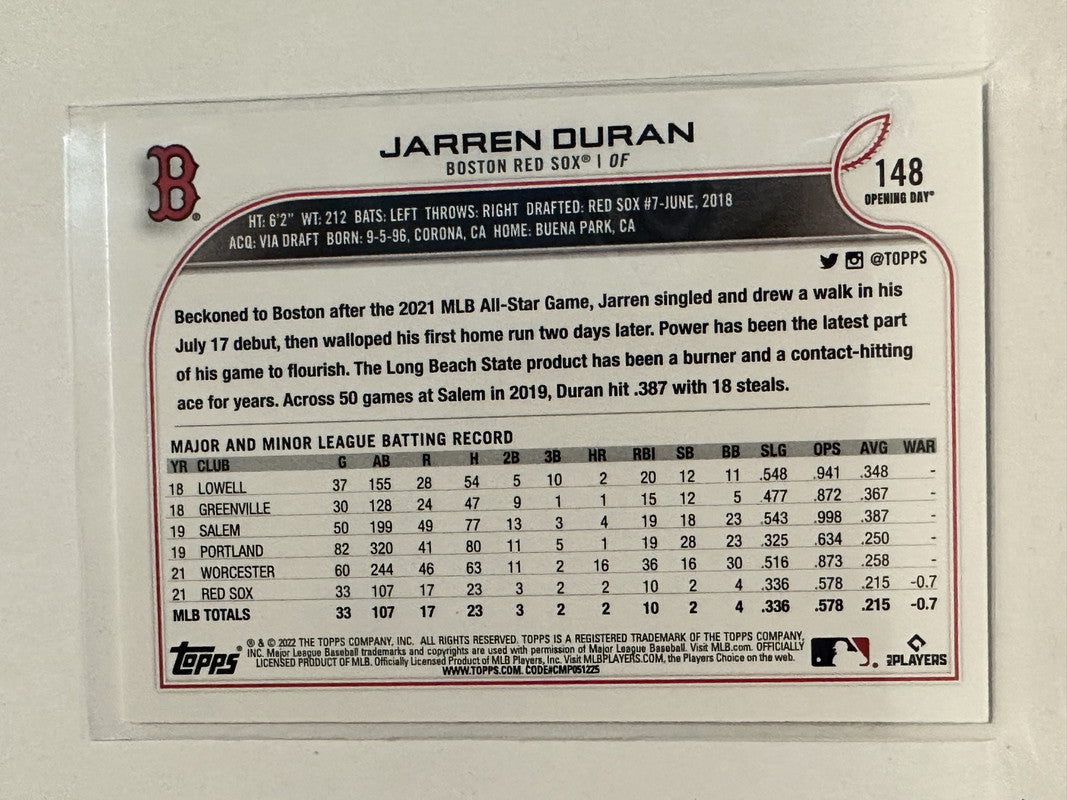 B
JARREN DURAN
BOSTON RED SOX® | OF
148
OPENING DAY®
HT: 6'2" WT: 212 BATS: LEFT THROWS: RIGHT DRAFTED: RED SOX #7-JUNE, 2018
ACQ: VIA DRAFT BORN: 9-5-96, CORONA, CA HOME: BUENA PARK, CA
@TOPPS
Beckoned to Boston after the 2021 MLB All-Star Game, Jarren singled and drew a walk in his
July 17 debut, then walloped his first home run two days later. Power has been the latest part
of his game to flourish. The Long Beach State product has been a burner and a contact-hitting
ace for years. Across 50 games at Salem in 2019, Duran hit .387 with 18 steals.
MAJOR AND MINOR LEAGUE BATTING RECORD
YR CLUB G AB R H 2B 3B HR RBI SB BB SLG OPS AVG WAR
18 LOWELL 37 155 28 54 5 10 2 20 12 11 .548 .941 .348 -
18 GREENVILLE 30 128 24 47 9 1 1 15 12 5 .477 .872 .367 -
19 SALEM 50 199 49 77 13 3 4 19 18 23 .543 .998 .387 -
19 PORTLAND 82 320 41 80 11 5 1 19 28 23 .325 .634 .250 -
21 WORCESTER 60 244 46 63 11 2 16 36 16 30 .516 .873 .258 -
21 RED SOX 33 107 17 23 3 2 2 10 2 4 .336 .578 .215 -0.7
MLB TOTALS 33 107 17 23 3 2 2 10 2 4 .336 .578 .215 -0.7
topps®
® & © 2022 THE TOPPS COMPANY, INC. ALL RIGHTS RESERVED. TOPPS IS A REGISTERED TRADEMARK OF THE TOPPS COMPANY,
INC. Major League Baseball trademarks and copyrights are used with permission of Major League Baseball. Visit MLB.com. OFFICIALLY
LICENSED PRODUCT OF MLB. Officially Licensed Product of MLB Players, Inc. Visit MLBPLAYERS.COM, the Players Choice on the web.
WWW.TOPPS.COM. CODE#CMP051225
MLBPLAYERS